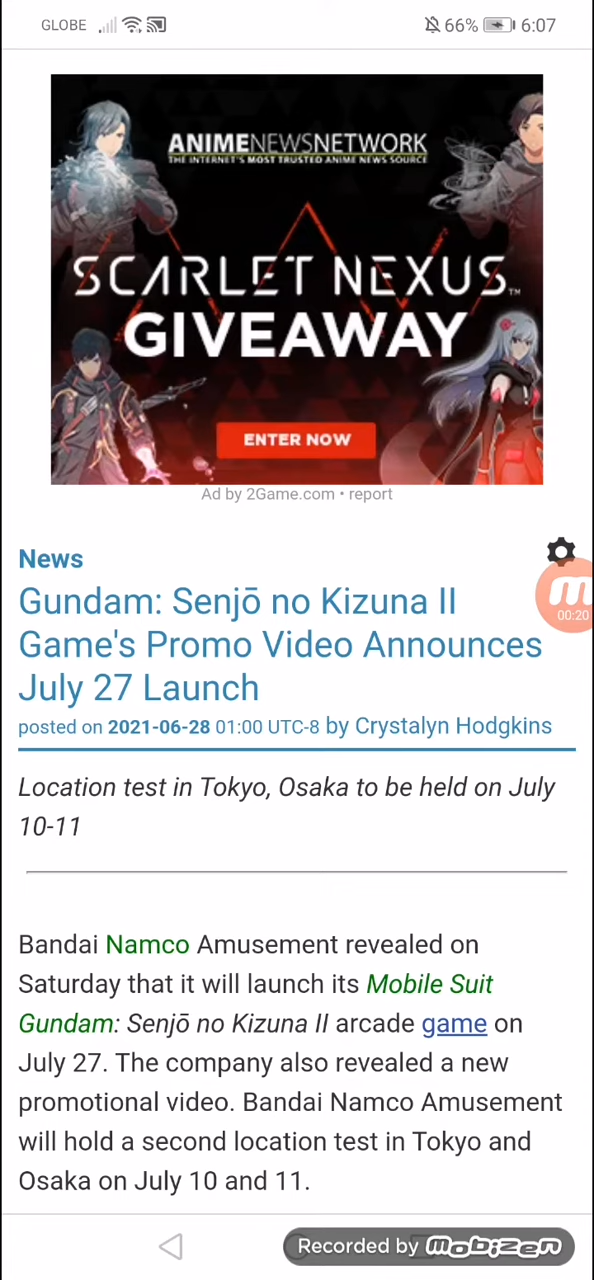 GLOBE 66% 6:07
ANIMENEWSNETWORK
THE INTERNET'S MOST TRUSTED ANIME NEWS SOURCE
SCARLET NEXUS™
GIVEAWAY
ENTER NOW
Ad by 2Game.com • report
News
Gundam: Senjō no Kizuna II
Game's Promo Video Announces
July 27 Launch
00:20
posted on 2021-06-28 01:00 UTC-8 by Crystalyn Hodgkins
Location test in Tokyo, Osaka to be held on July
10-11
Bandai Namco Amusement revealed on
Saturday that it will launch its Mobile Suit
Gundam: Senjō no Kizuna II arcade game on
July 27. The company also revealed a new
promotional video. Bandai Namco Amusement
will hold a second location test in Tokyo and
Osaka on July 10 and 11.
Recorded by mobizen